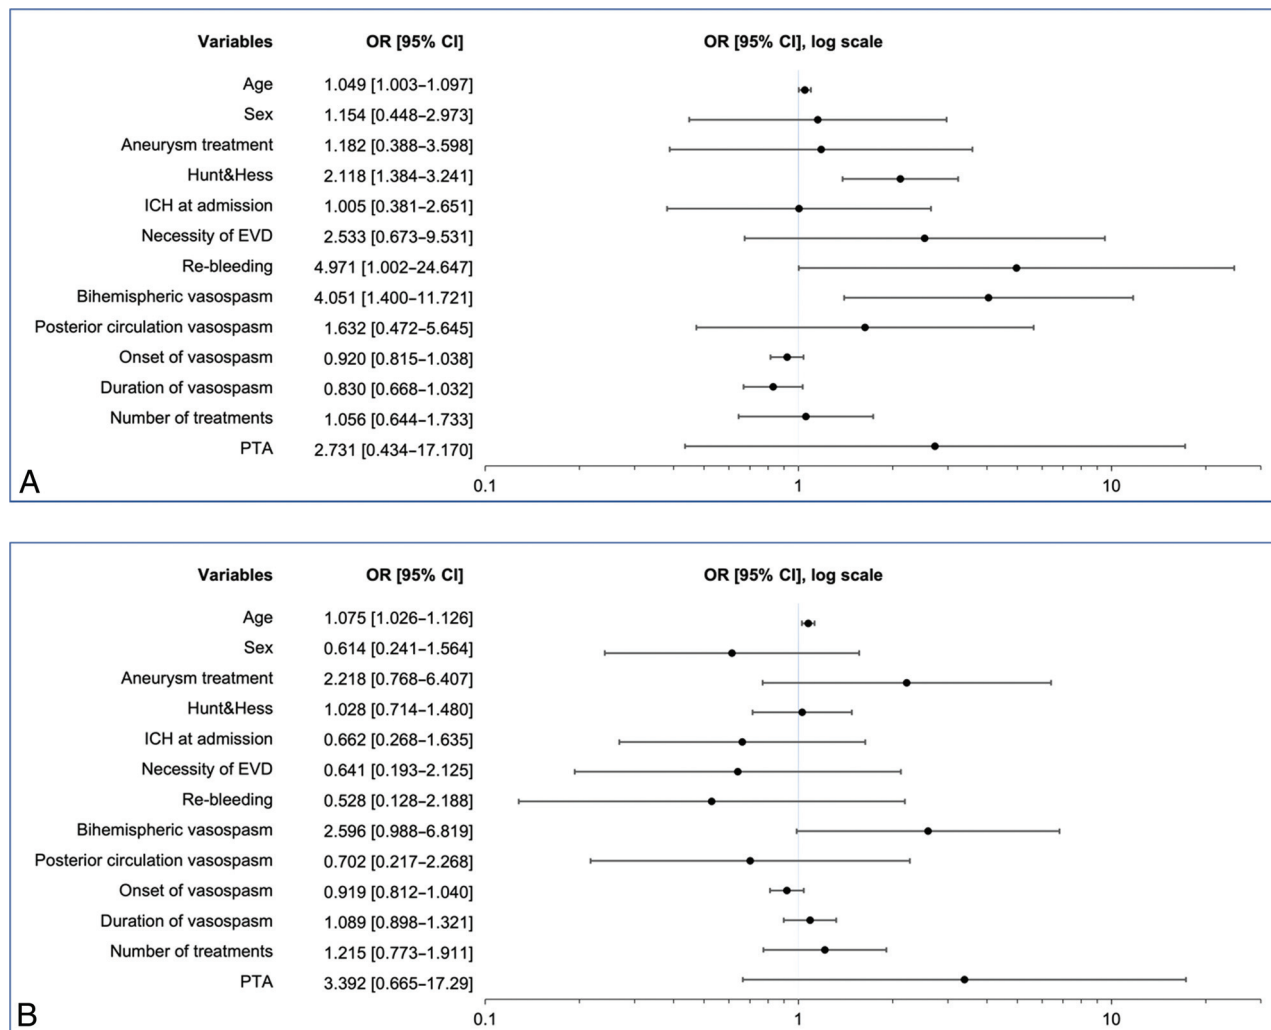 Variables OR [95% CI] OR [95% CI], log scale
Age 1.049 [1.003–1.097]
Sex 1.154 [0.448–2.973]
Aneurysm treatment 1.182 [0.388–3.598]
Hunt&Hess 2.118 [1.384–3.241]
ICH at admission 1.005 [0.381–2.651]
Necessity of EVD 2.533 [0.673–9.531]
Re-bleeding 4.971 [1.002–24.647]
Bihemispheric vasospasm 4.051 [1.400–11.721]
Posterior circulation vasospasm 1.632 [0.472–5.645]
Onset of vasospasm 0.920 [0.815–1.038]
Duration of vasospasm 0.830 [0.668–1.032]
Number of treatments 1.056 [0.644–1.733]
PTA 2.731 [0.434–17.170]
A 0.1 1 10
Variables OR [95% CI] OR [95% CI], log scale
Age 1.075 [1.026–1.126]
Sex 0.614 [0.241–1.564]
Aneurysm treatment 2.218 [0.768–6.407]
Hunt&Hess 1.028 [0.714–1.480]
ICH at admission 0.662 [0.268–1.635]
Necessity of EVD 0.641 [0.193–2.125]
Re-bleeding 0.528 [0.128–2.188]
Bihemispheric vasospasm 2.596 [0.988–6.819]
Posterior circulation vasospasm 0.702 [0.217–2.268]
Onset of vasospasm 0.919 [0.812–1.040]
Duration of vasospasm 1.089 [0.898–1.321]
Number of treatments 1.215 [0.773–1.911]
PTA 3.392 [0.665–17.29]
B 0.1 1 10